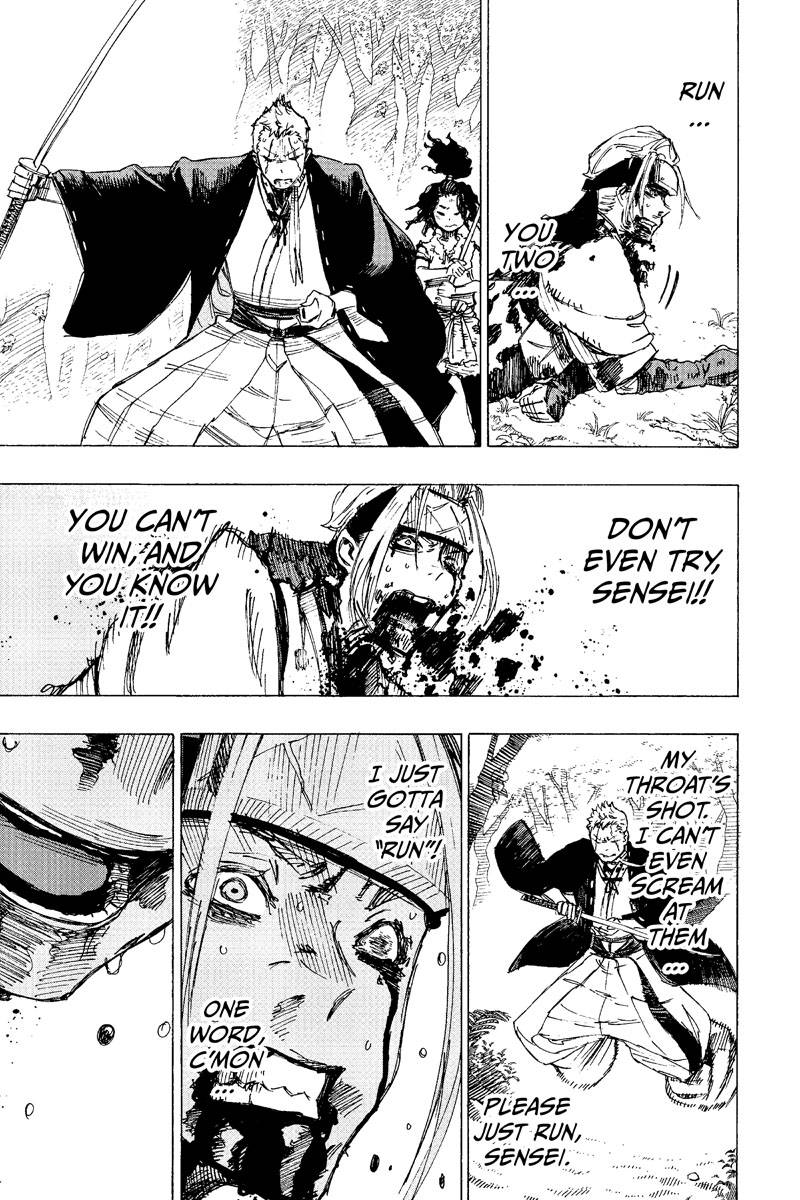 RUN
...
YOU
TWO
...
DON'T
EVEN TRY,
SENSEI!!
YOU CAN'T
WIN, AND
YOU KNOW
IT!!
MY
THROAT'S
SHOT.
I CAN'T
EVEN
SCREAM
AT
THEM
...
PLEASE
JUST RUN,
SENSEI.
I JUST
GOTTA
SAY
"RUN"!
ONE
WORD,
C'MON
...